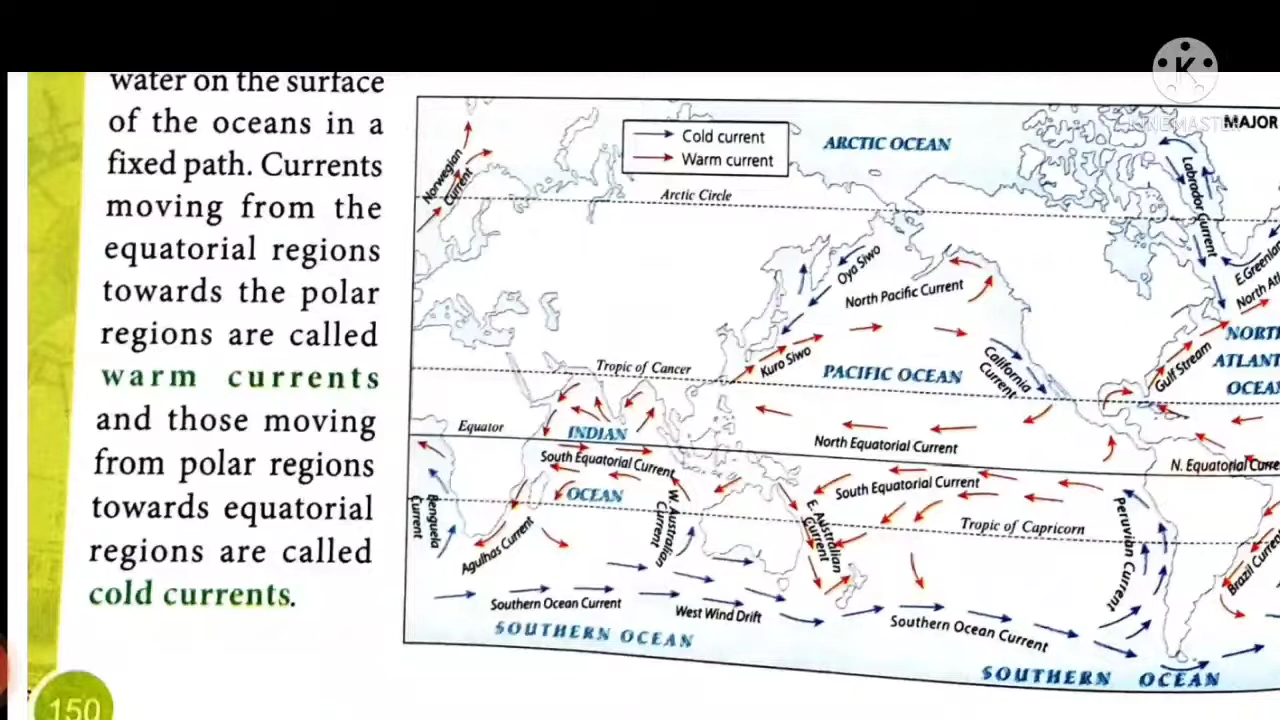 water on the surface
of the oceans in a
fixed path. Currents
moving from the
equatorial regions
towards the polar
regions are called
warm currents
and those moving
from polar regions
towards equatorial
regions are called
cold currents.
150
K
KINEMASTER
MAJOR
Cold current
Warm current
ARCTIC OCEAN
Arctic Circle
Norwegian
Current
Labrador Current
E.Greenlan
North Atl
Oya Siwo
North Pacific Current
NORTH
ATLANT
OCEAN
Gulf Stream
Kuro Siwo
Tropic of Cancer
PACIFIC OCEAN
California
Current
Equator
INDIAN
North Equatorial Current
N. Equatorial Curre
South Equatorial Current
OCEAN
South Equatorial Current
Benguela
Current
Agulhas Current
W. Australian
Current
E. Australian
Current
Tropic of Capricorn
Peruvian Current
Brazil Current
Southern Ocean Current
West Wind Drift
Southern Ocean Current
SOUTHERN OCEAN
SOUTHERN OCEAN